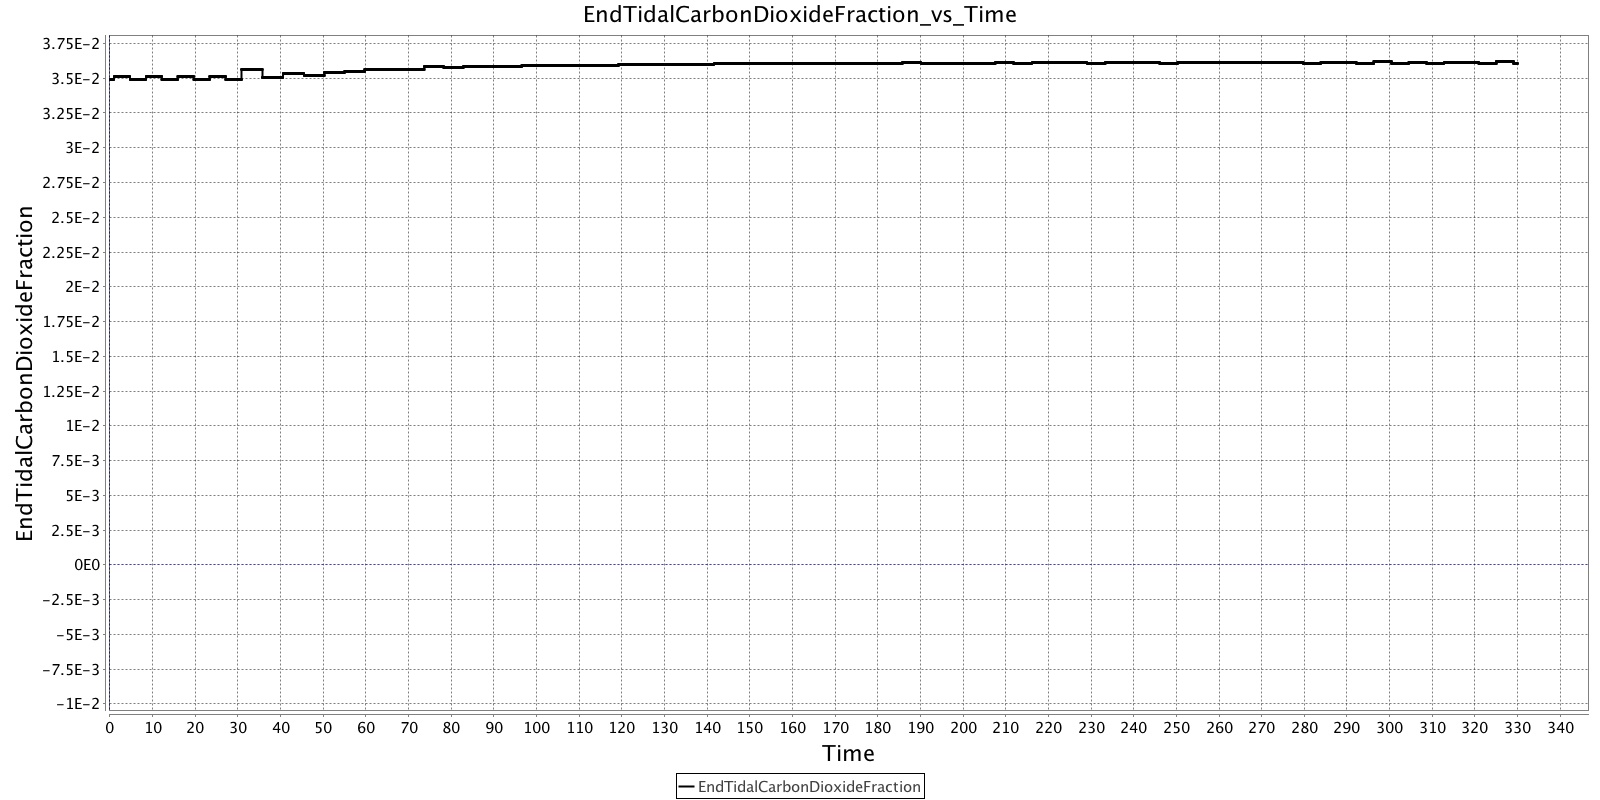 EndTidalCarbonDioxideFraction_vs_Time
EndTidalCarbonDioxideFraction
3.75E-2
3.5E-2
3.25E-2
3E-2
2.75E-2
2.5E-2
2.25E-2
2E-2
1.75E-2
1.5E-2
1.25E-2
1E-2
7.5E-3
5E-3
2.5E-3
0E0
-2.5E-3
-5E-3
-7.5E-3
-1E-2
0 10 20 30 40 50 60 70 80 90 100 110 120 130 140 150 160 170 180 190 200 210 220 230 240 250 260 270 280 290 300 310 320 330 340
Time
EndTidalCarbonDioxideFraction